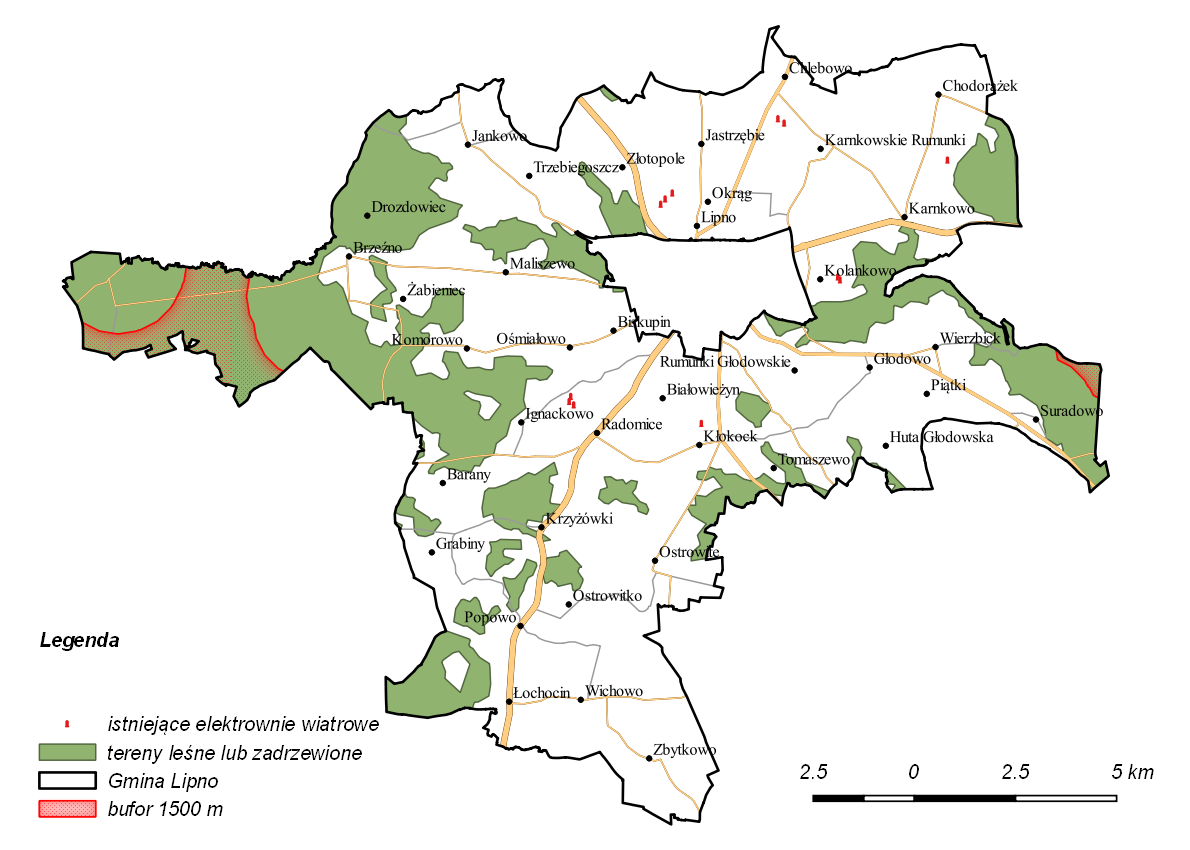 Chlebowo
Chodorążek
Jankowo
Jastrzębie
Karnkowskie Rumunki
Trzebiegoszcz
Złotopole
Drozdowiec
Okrąg
Lipno
Karnkowo
Brzeźno
Maliszewo
Kolankowo
Żabieniec
Biskupin
Komorowo
Ośmiałowo
Wierzbick
Rumunki Głodowskie
Głodowo
Białowieżyn
Piątki
Ignackowo
Radomice
Suradowo
Kłokock
Huta Głodowska
Barany
Tomaszewo
Krzyżówki
Grabiny
Ostrowite
Ostrowitko
Popowo
Legenda
Łochocin
Wichowo
istniejące elektrownie wiatrowe
tereny leśne lub zadrzewione
Zbytkowo
Gmina Lipno
bufor 1500 m
2.5 0 2.5 5 km